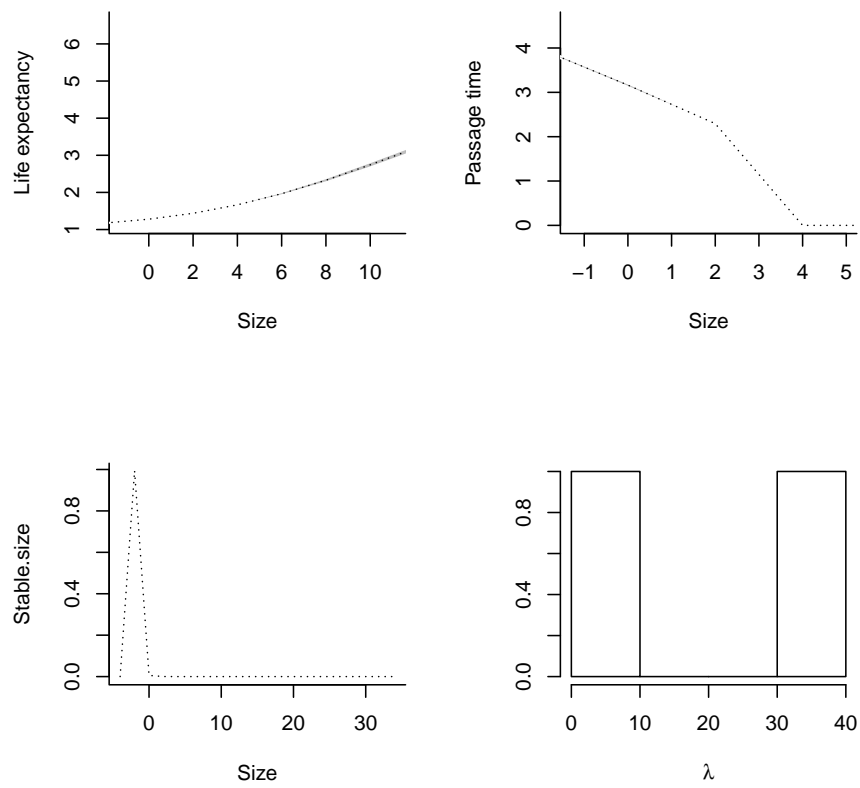 Life expectancy
1 2 3 4 5 6
0 2 4 6 8 10
Size
Passage time
0 1 2 3 4
−1 0 1 2 3 4 5
Size
Stable.size
0.0 0.4 0.8
0 10 20 30
Size
0.0 0.4 0.8
0 10 20 30 40
λ